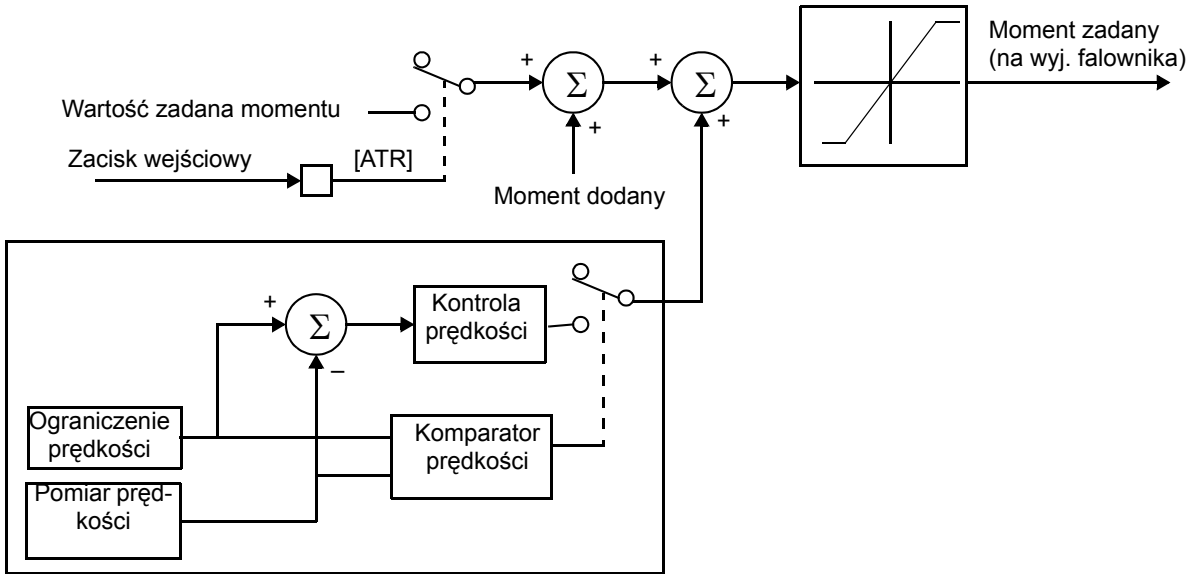 Moment zadany
(na wyj. falownika)
+ Σ + Σ
Wartość zadana momentu
+ +
Zacisk wejściowy [ATR]
Moment dodany
+ Σ
Kontrola
prędkości
–
Ograniczenie
prędkości
Komparator
prędkości
Pomiar pręd-
kości